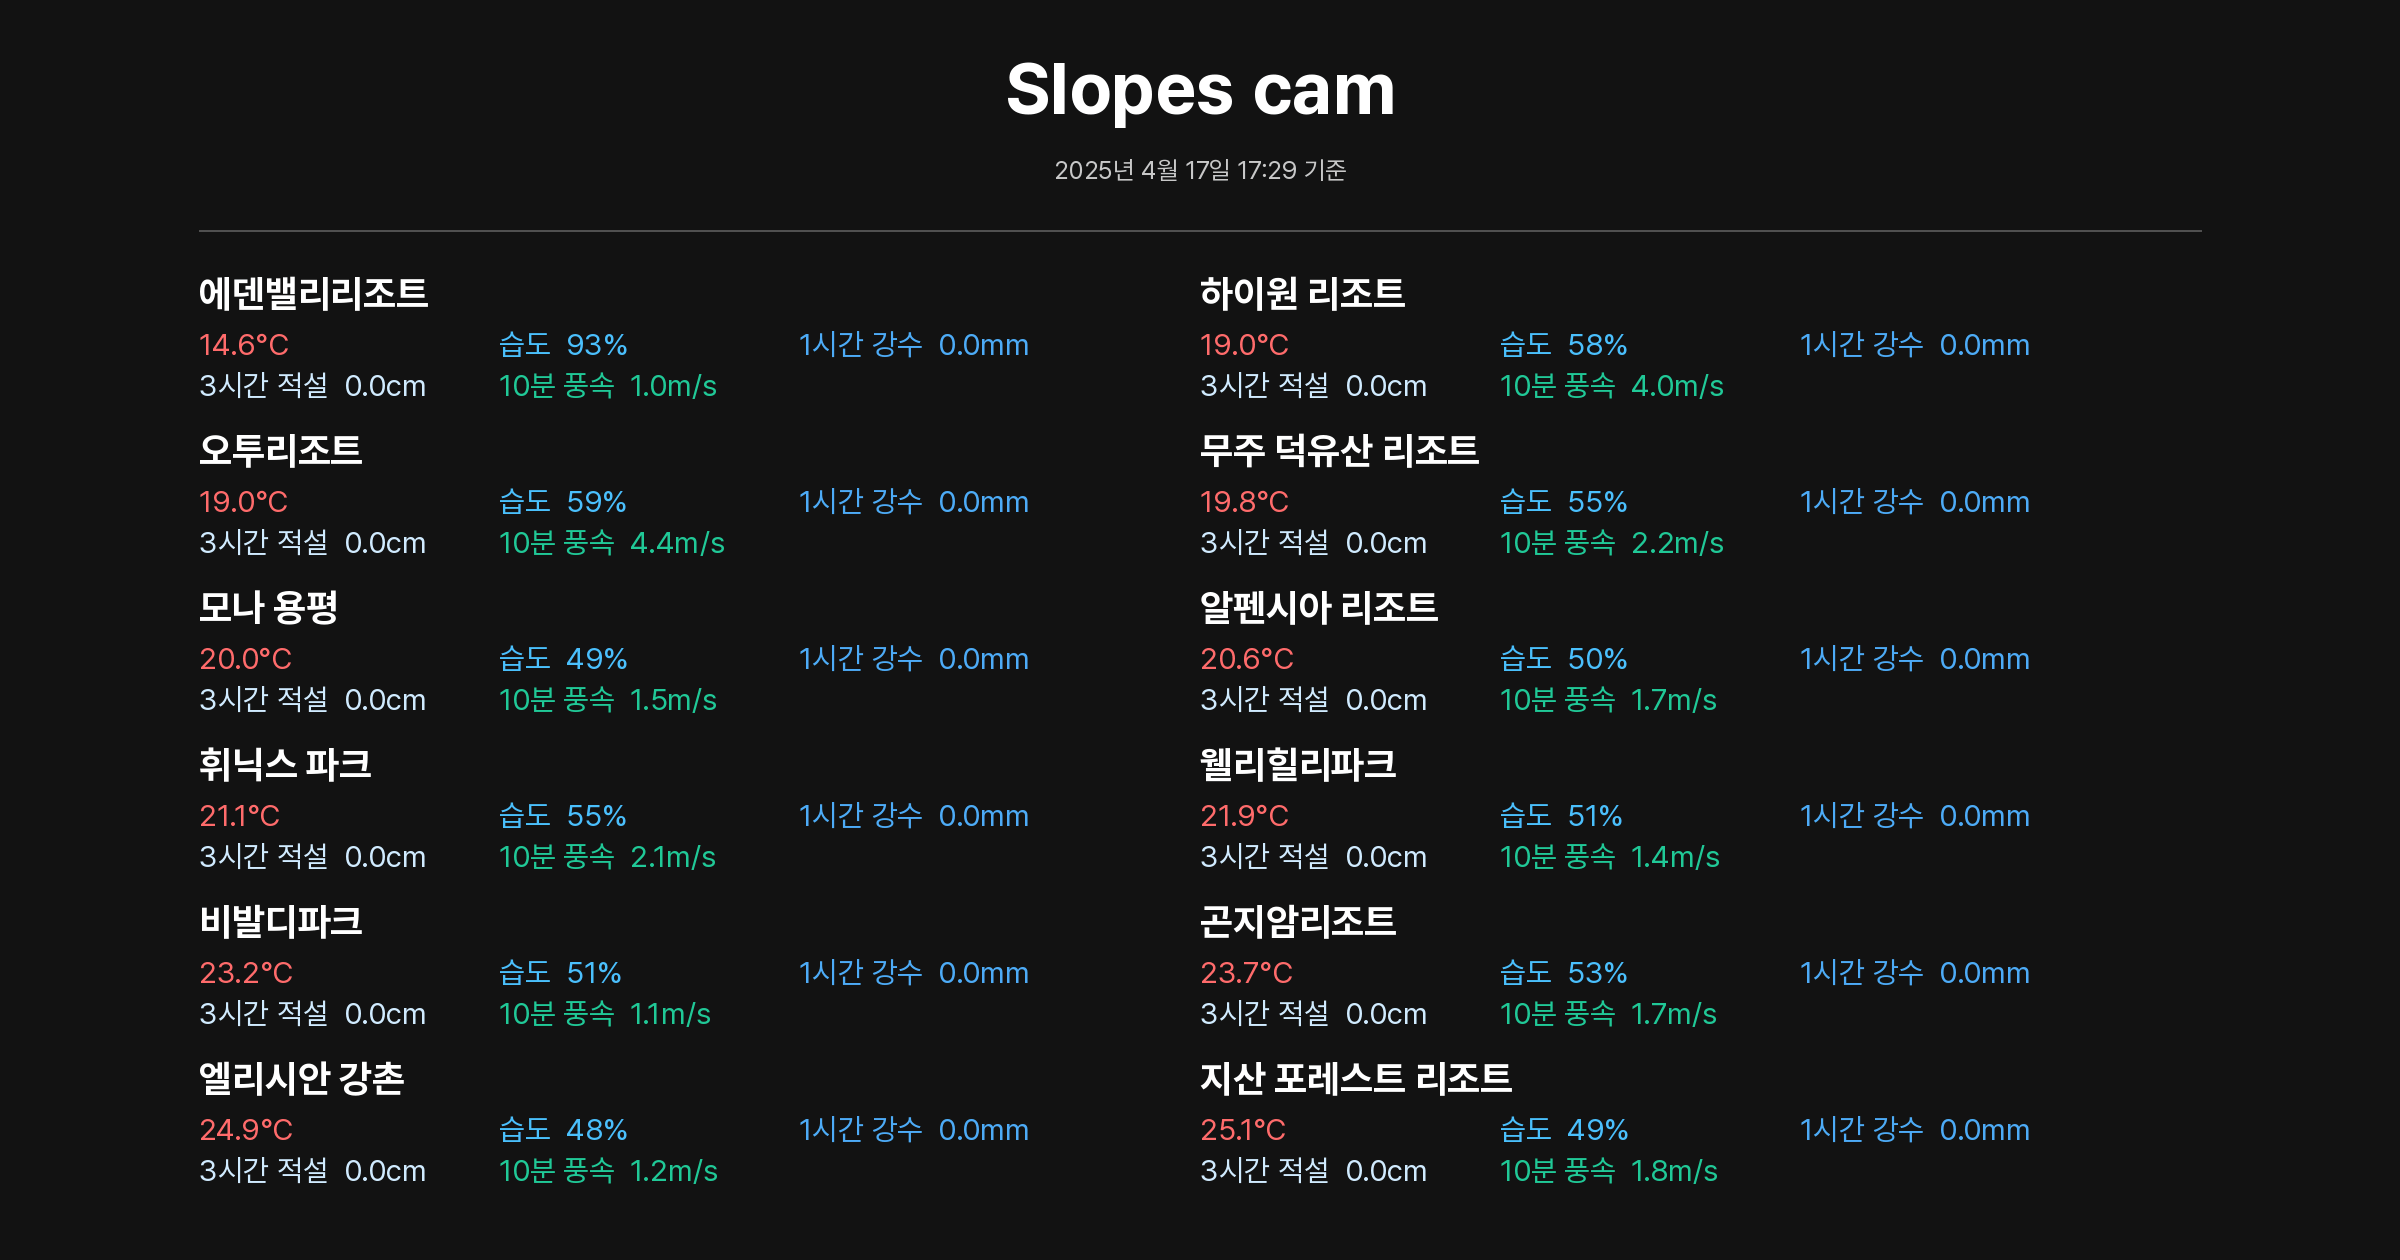 Slopes cam
2025년 4월 17일 17:29 기준
에덴밸리리조트
14.6°C 습도 93% 1시간 강수 0.0mm
3시간 적설 0.0cm 10분 풍속 1.0m/s
하이원 리조트
19.0°C 습도 58% 1시간 강수 0.0mm
3시간 적설 0.0cm 10분 풍속 4.0m/s
오투리조트
19.0°C 습도 59% 1시간 강수 0.0mm
3시간 적설 0.0cm 10분 풍속 4.4m/s
무주 덕유산 리조트
19.8°C 습도 55% 1시간 강수 0.0mm
3시간 적설 0.0cm 10분 풍속 2.2m/s
모나 용평
20.0°C 습도 49% 1시간 강수 0.0mm
3시간 적설 0.0cm 10분 풍속 1.5m/s
알펜시아 리조트
20.6°C 습도 50% 1시간 강수 0.0mm
3시간 적설 0.0cm 10분 풍속 1.7m/s
휘닉스 파크
21.1°C 습도 55% 1시간 강수 0.0mm
3시간 적설 0.0cm 10분 풍속 2.1m/s
웰리힐리파크
21.9°C 습도 51% 1시간 강수 0.0mm
3시간 적설 0.0cm 10분 풍속 1.4m/s
비발디파크
23.2°C 습도 51% 1시간 강수 0.0mm
3시간 적설 0.0cm 10분 풍속 1.1m/s
곤지암리조트
23.7°C 습도 53% 1시간 강수 0.0mm
3시간 적설 0.0cm 10분 풍속 1.7m/s
엘리시안 강촌
24.9°C 습도 48% 1시간 강수 0.0mm
3시간 적설 0.0cm 10분 풍속 1.2m/s
지산 포레스트 리조트
25.1°C 습도 49% 1시간 강수 0.0mm
3시간 적설 0.0cm 10분 풍속 1.8m/s